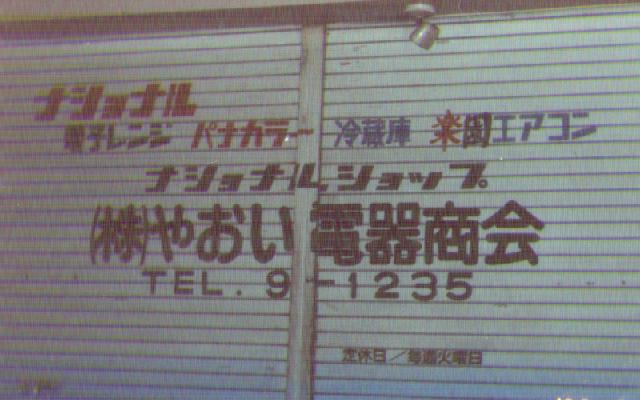 ナショナル
電子レンジ パナカラー 冷蔵庫 楽園エアコン
ナショナルショップ
(株)やおい電器商会
TEL. 9-1235
定休日/毎週火曜日